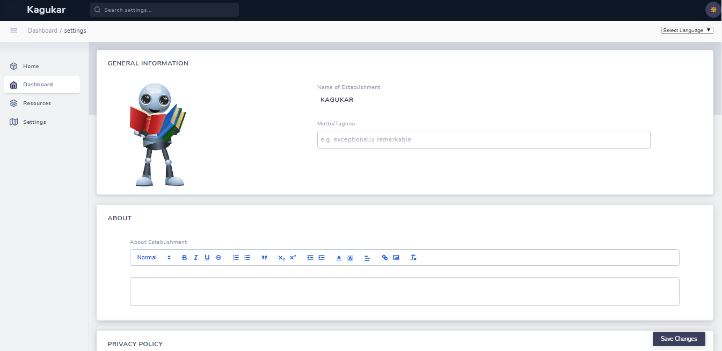 Kagukar
Search settings...
Dashboard / settings
Select Language ▼
Home
Dashboard
Resources
Settings
GENERAL INFORMATION
Name of Establishment
KAGUKAR
Motto/Tagline
e.g. exceptionally remarkable
ABOUT
About Establishment
Normal
PRIVACY POLICY
Save Changes